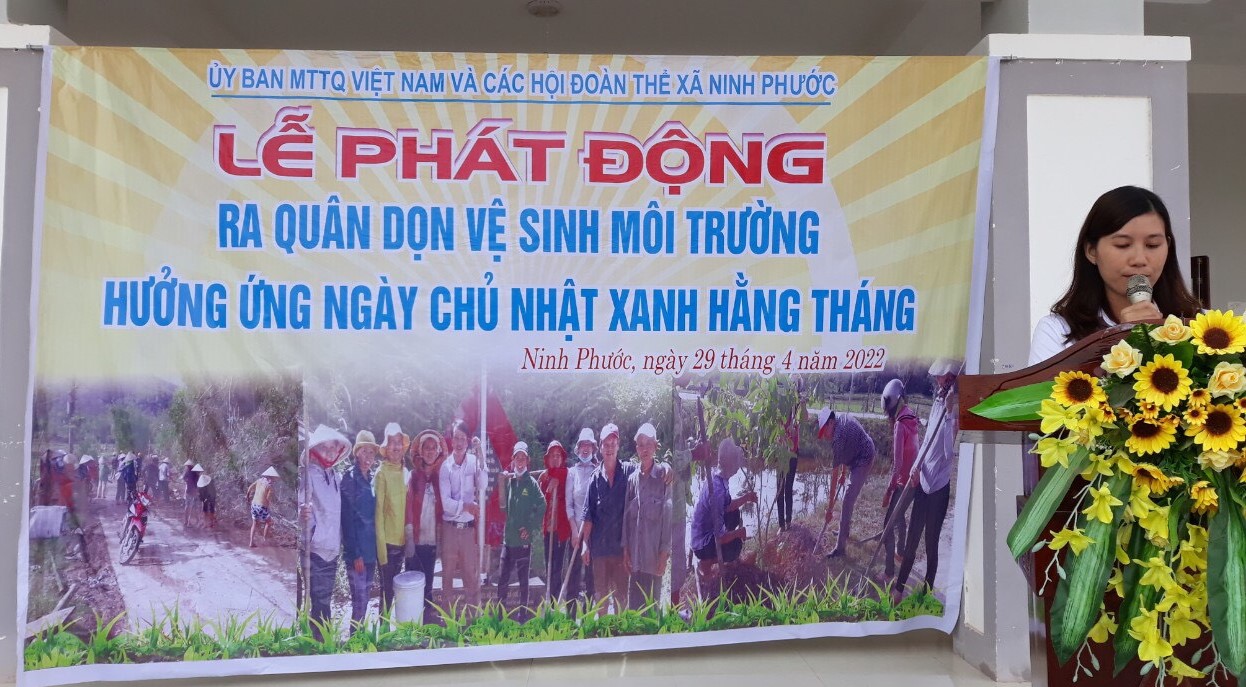 ỦY BAN MTTQ VIỆT NAM VÀ CÁC HỘI ĐOÀN THỂ XÃ NINH PHƯỚC
LỄ PHÁT ĐỘNG
RA QUÂN DỌN VỆ SINH MÔI TRƯỜNG
HƯỞNG ỨNG NGÀY CHỦ NHẬT XANH HẰNG THÁNG
Ninh Phước, ngày 29 tháng 4 năm 2022